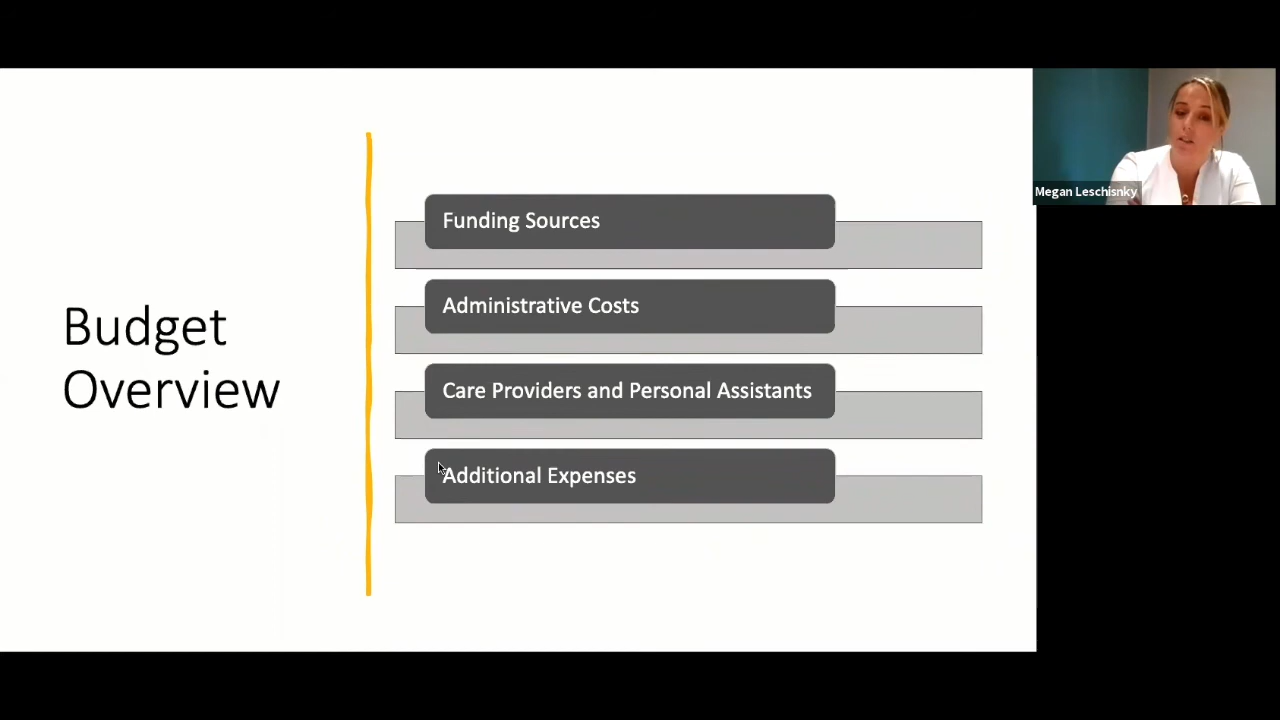 Budget
Overview
Funding Sources
Administrative Costs
Care Providers and Personal Assistants
Additional Expenses
Megan Leschisnky